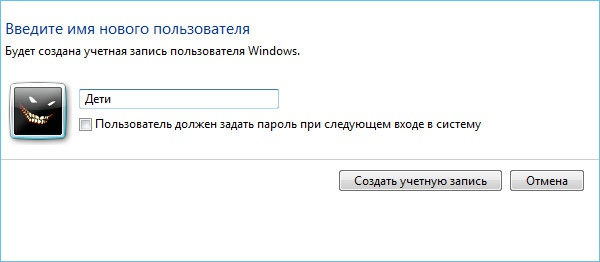 Введите имя нового пользователя
Будет создана учетная запись пользователя Windows.
Дети
Пользователь должен задать пароль при следующем входе в систему
Создать учетную запись Отмена